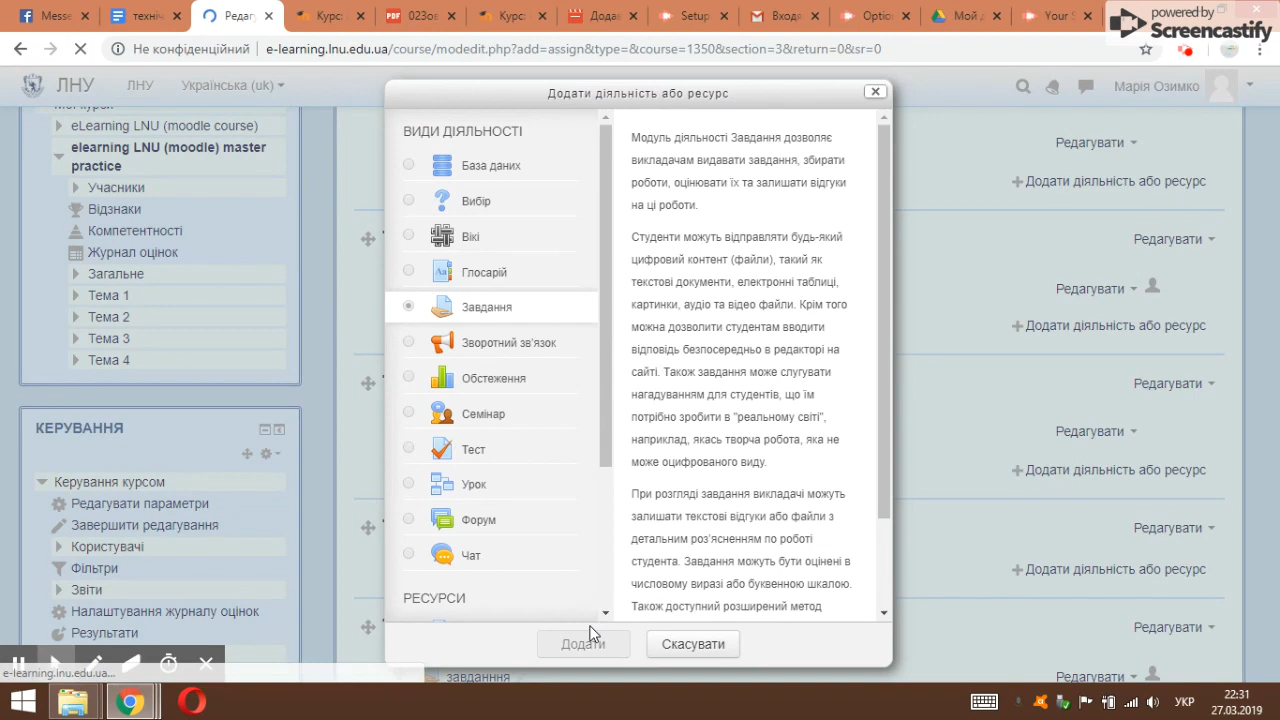 Messe
техніч
Редаг
Курс:
023ов
Курс:
Дода
Setup
Входя
Option
Мой д
Your S
powered by
Screencastify
Не конфіденційний
e-learning.lnu.edu.ua/course/modedit.php?add=assign&type=&course=1350&section=3&return=0&sr=0
ЛНУ
ЛНУ
Українська (uk)
Марія Озимко
eLearning LNU (moodle course)
elearning LNU (moodle) master
practice
Учасники
Відзнаки
Компетентності
Журнал оцінок
Загальне
Тема 1
Тема 2
Тема 3
Тема 4
КЕРУВАННЯ
Керування курсом
Редагувати параметри
Завершити редагування
Користувачі
Фільтри
Звіти
Налаштування журналу оцінок
Результати
e-learning.lnu.edu.ua...
Додати діяльність або ресурс
ВИДИ ДІЯЛЬНОСТІ
База даних
Вибір
Вікі
Глосарій
Завдання
Зворотний зв'язок
Обстеження
Семінар
Тест
Урок
Форум
Чат
РЕСУРСИ
Модуль діяльності Завдання дозволяє
викладачам видавати завдання, збирати
роботи, оцінювати їх та залишати відгуки
на ці роботи.
Студенти можуть відправляти будь-який
цифровий контент (файли), такий як
текстові документи, електронні таблиці,
картинки, аудіо та відео файли. Крім того
можна дозволити студентам вводити
відповідь безпосередньо в редакторі на
сайті. Також завдання може слугувати
нагадуванням для студентів, що їм
потрібно зробити в "реальному світі",
наприклад, якась творча робота, яка не
може оцифрованого виду.
При розгляді завдання викладачі можуть
залишати текстові відгуки або файли з
детальним роз'ясненням по роботі
студента. Завдання можуть бути оцінені в
числовому виразі або буквенною шкалою.
Також доступний розширений метод
Додати
Скасувати
Редагувати
Додати діяльність або ресурс
Редагувати
Редагувати
Додати діяльність або ресурс
Редагувати
Редагувати
Додати діяльність або ресурс
Редагувати
Додати діяльність або ресурс
Редагувати
Редагувати
завданння
УКР
22:31
27.03.2019